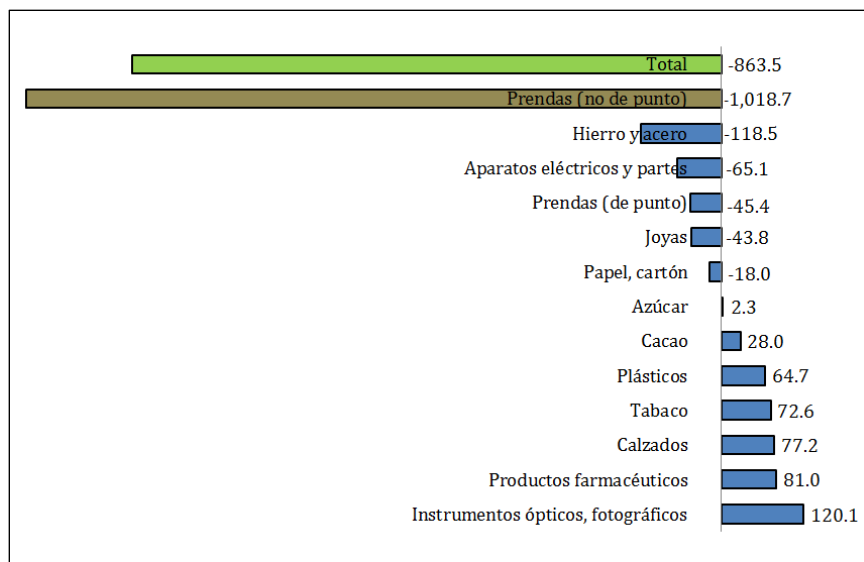 Total -863.5
Prendas (no de punto) -1,018.7
Hierro y acero -118.5
Aparatos eléctricos y partes -65.1
Prendas (de punto) -45.4
Joyas -43.8
Papel, cartón -18.0
Azúcar 2.3
Cacao 28.0
Plásticos 64.7
Tabaco 72.6
Calzados 77.2
Productos farmacéuticos 81.0
Instrumentos ópticos, fotográficos 120.1